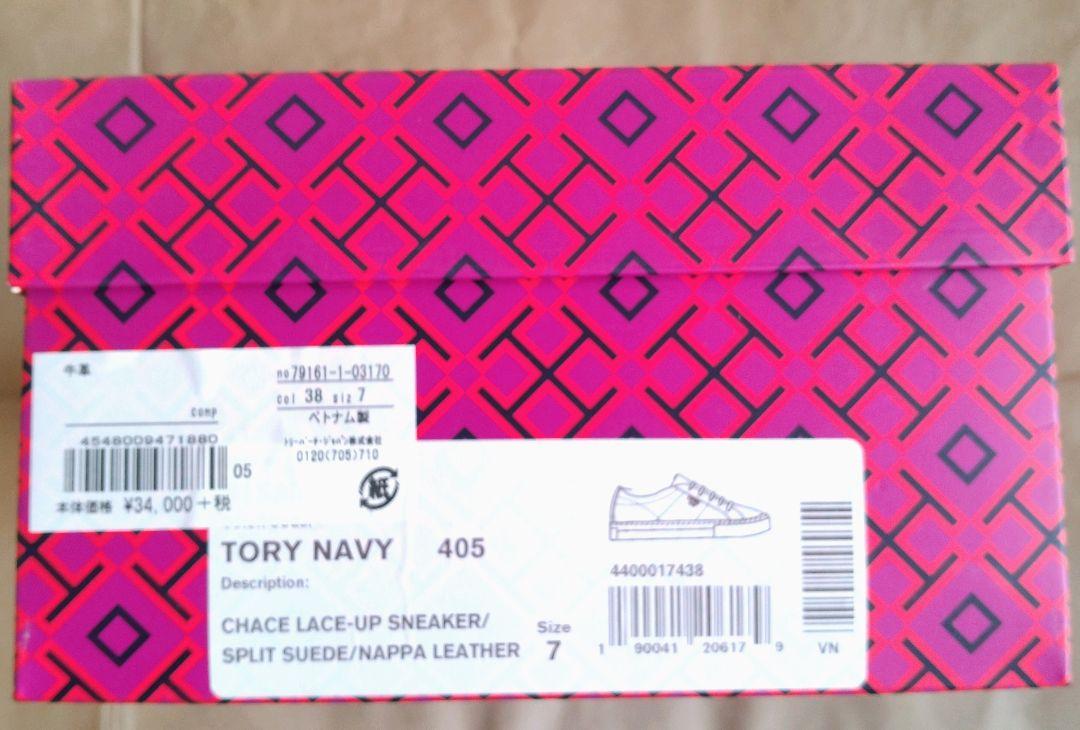 牛革
comp
4548009471880
05
本体価格 ¥34,000+税
no 79161-1-03170
col 38 siz 7
ベトナム製
トリーバーチ・ジャパン株式会社
0120(705)710
紙
TORY NAVY 405
Description:
CHACE LACE-UP SNEAKER/
SPLIT SUEDE/NAPPA LEATHER
Size
7
4400017438
1 90041 20617 9
VN